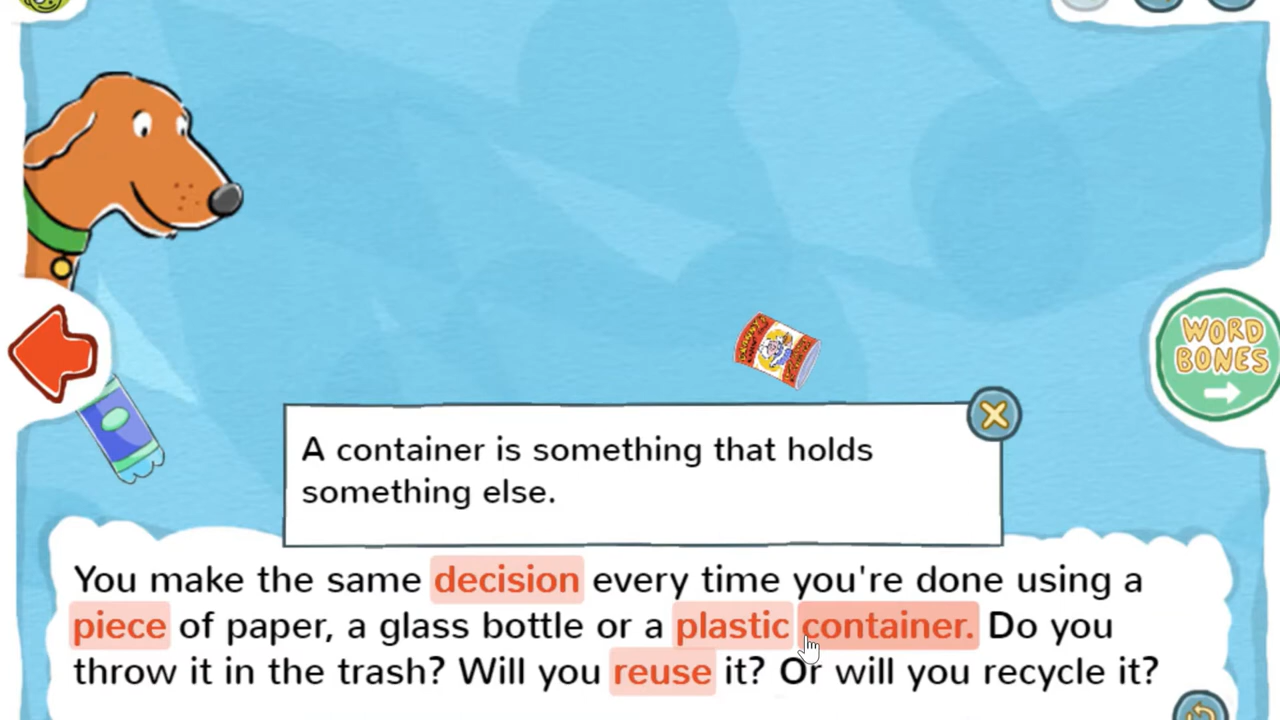 WORD
BONES
A container is something that holds
something else.
You make the same decision every time you're done using a
piece of paper, a glass bottle or a plastic container. Do you
throw it in the trash? Will you reuse it? Or will you recycle it?